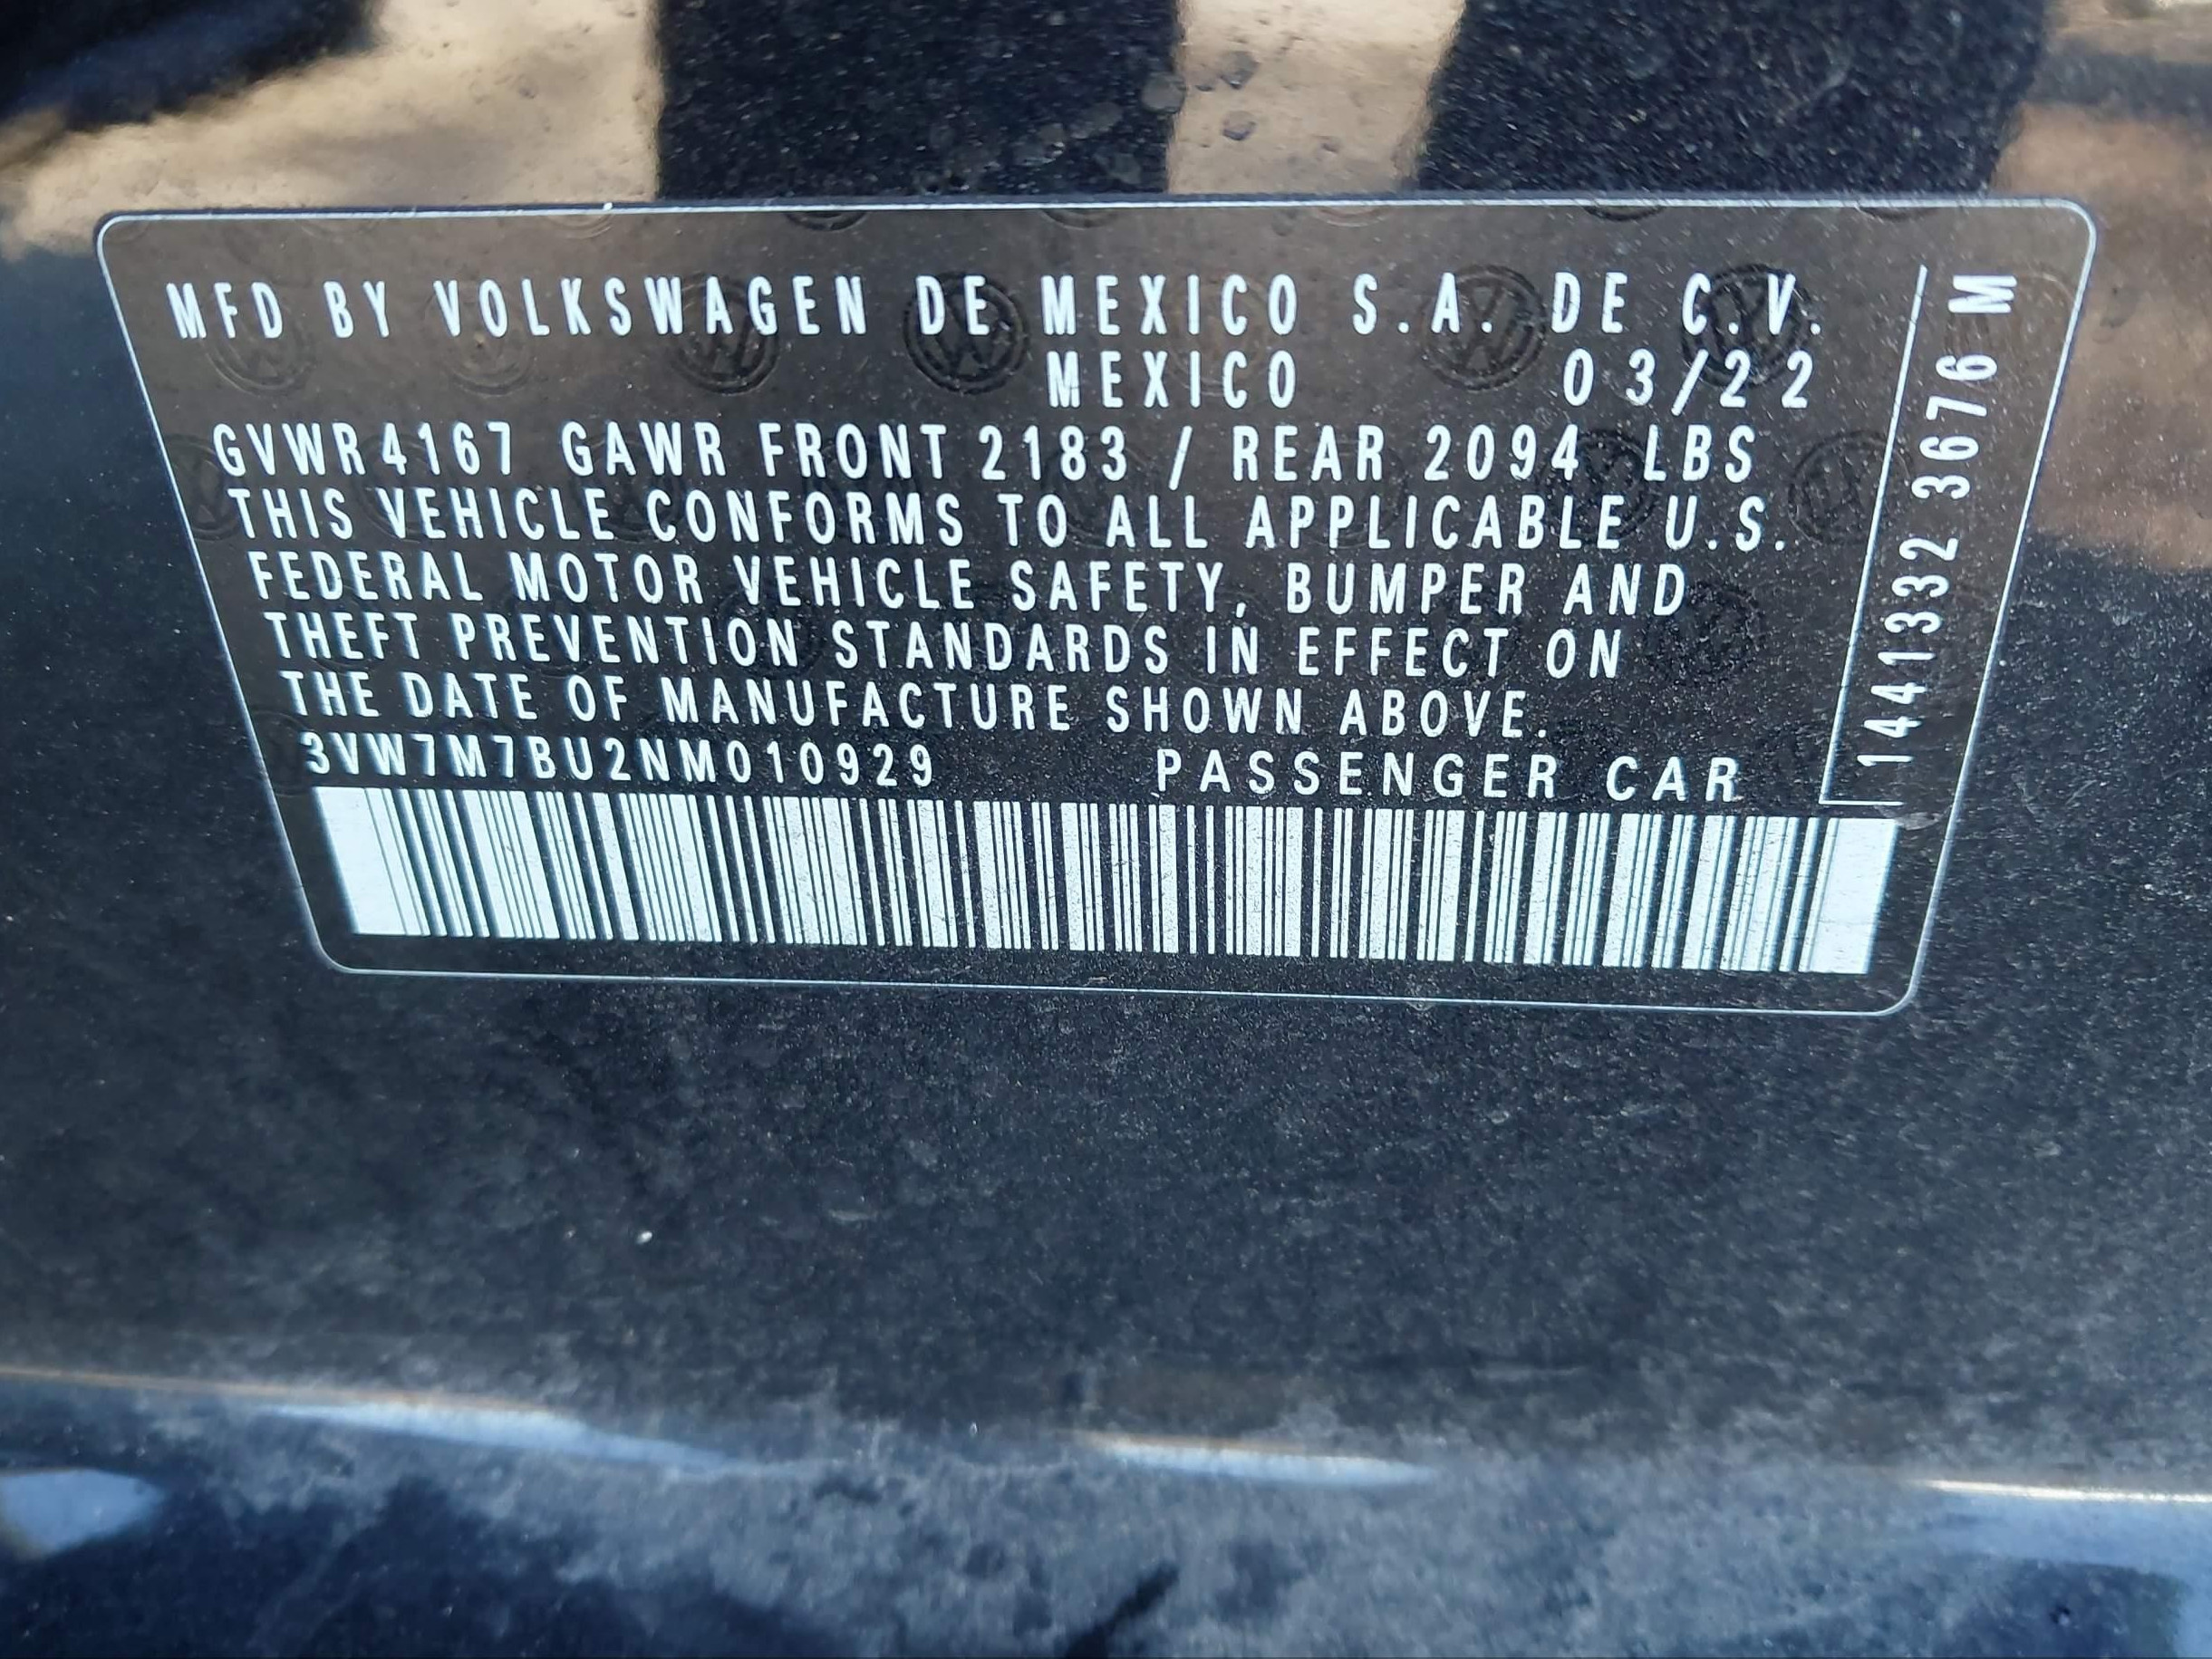 MFD BY VOLKSWAGEN DE MEXICO S.A. DE C.V.
MEXICO 03/22
GVWR 4167 GAWR FRONT 2183 / REAR 2094 LBS
THIS VEHICLE CONFORMS TO ALL APPLICABLE U.S.
FEDERAL MOTOR VEHICLE SAFETY, BUMPER AND
THEFT PREVENTION STANDARDS IN EFFECT ON
THE DATE OF MANUFACTURE SHOWN ABOVE.
3VW7M7BU2NM010929 PASSENGER CAR
1441332 3676 M